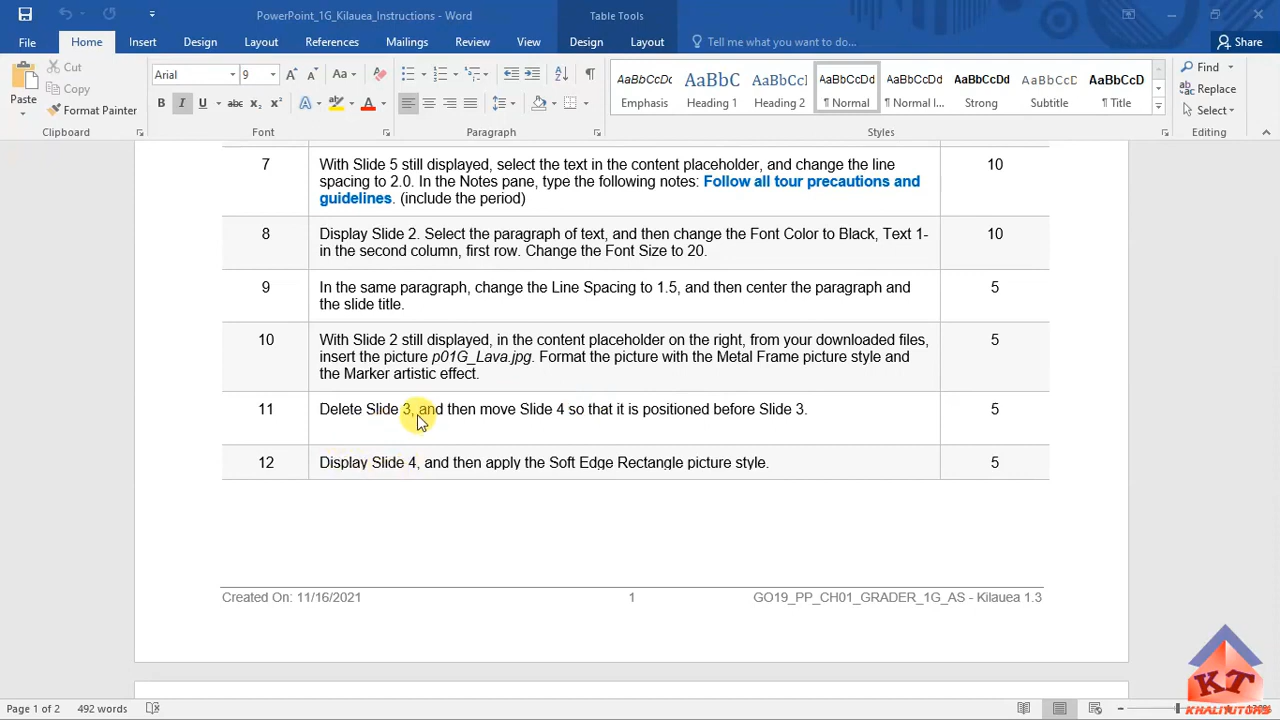 PowerPoint_1G_Kilauea_Instructions - Word
Table Tools
File Home Insert Design Layout References Mailings Review View Design Layout Tell me what you want to do... Share
Paste
Cut
Copy
Format Painter
Clipboard
Arial 9
Font
Paragraph
AaBbCcDc AaBbC AaBbCcI AaBbCcDd AaBbCcDd AaBbCcDd AaBbCcDd AaBbCcD
Emphasis Heading 1 Heading 2 ¶ Normal ¶ Normal I... Strong Subtitle ¶ Title
Styles
Find
Replace
Select
Editing
7 With Slide 5 still displayed, select the text in the content placeholder, and change the line 10
spacing to 2.0. In the Notes pane, type the following notes: Follow all tour precautions and
guidelines. (include the period)
8 Display Slide 2. Select the paragraph of text, and then change the Font Color to Black, Text 1- 10
in the second column, first row. Change the Font Size to 20.
9 In the same paragraph, change the Line Spacing to 1.5, and then center the paragraph and 5
the slide title.
10 With Slide 2 still displayed, in the content placeholder on the right, from your downloaded files, 5
insert the picture p01G_Lava.jpg. Format the picture with the Metal Frame picture style and
the Marker artistic effect.
11 Delete Slide 3, and then move Slide 4 so that it is positioned before Slide 3. 5
12 Display Slide 4, and then apply the Soft Edge Rectangle picture style. 5
Created On: 11/16/2021 1 GO19_PP_CH01_GRADER_1G_AS - Kilauea 1.3
KT
KHALITUTORS
Page 1 of 2 492 words